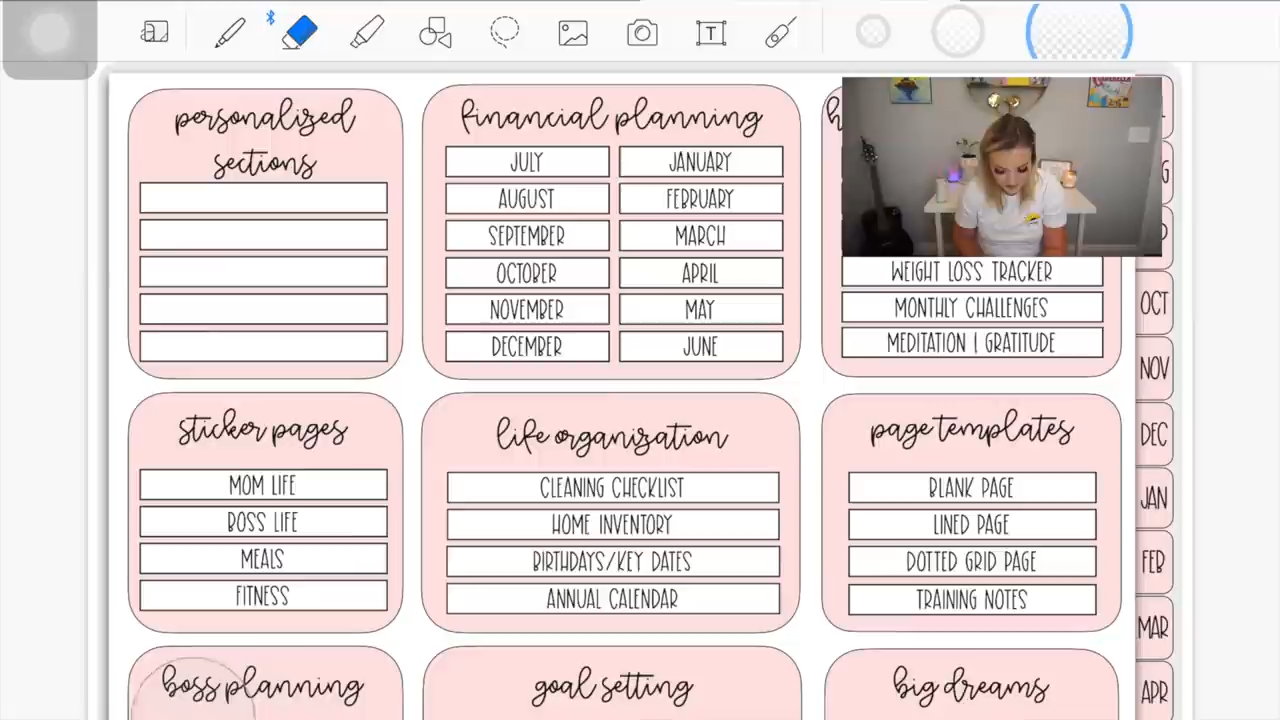 personalized
sections
financial planning
JULY
JANUARY
AUGUST
FEBRUARY
SEPTEMBER
MARCH
OCTOBER
APRIL
NOVEMBER
MAY
DECEMBER
JUNE
WEIGHT LOSS TRACKER
MONTHLY CHALLENGES
MEDITATION | GRATITUDE
sticker pages
MOM LIFE
BOSS LIFE
MEALS
FITNESS
life organization
CLEANING CHECKLIST
HOME INVENTORY
BIRTHDAYS/KEY DATES
ANNUAL CALENDAR
page templates
BLANK PAGE
LINED PAGE
DOTTED GRID PAGE
TRAINING NOTES
boss planning
goal setting
big dreams
OCT
NOV
DEC
JAN
FEB
MAR
APR
T